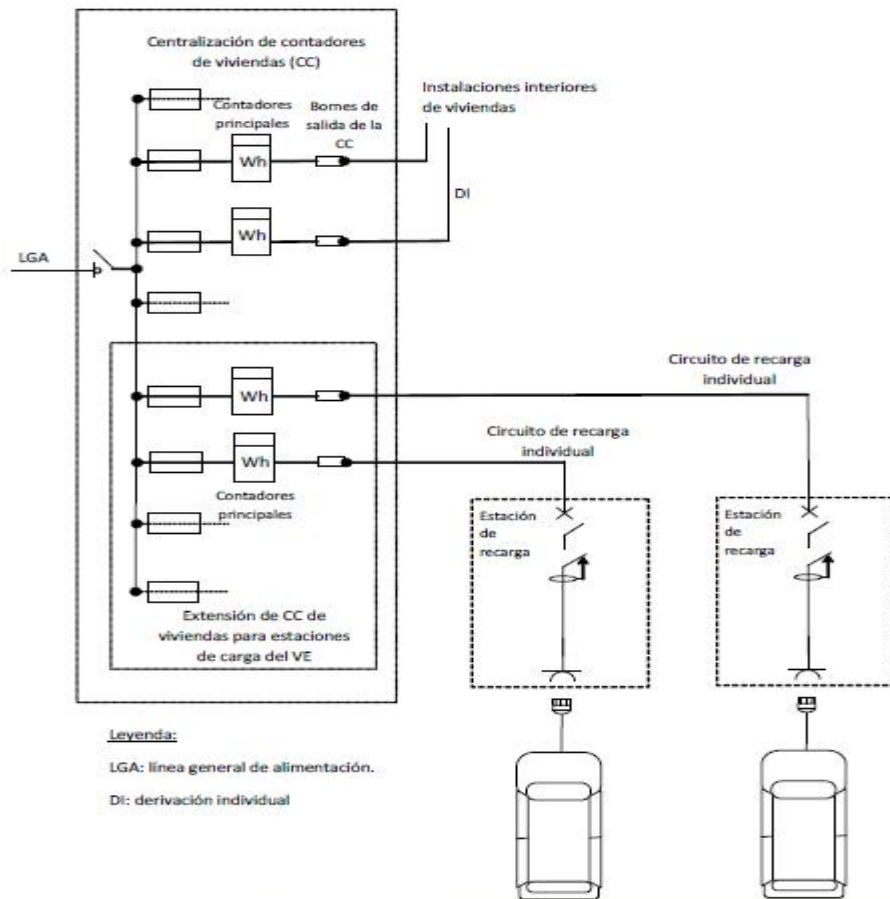 Centralización de contadores
de viviendas (CC)
Contadores
principales
Bornes de
salida de la
CC
Instalaciones interiores
de viviendas
Wh
DI
Wh
LGA
Circuito de recarga
individual
Wh
Circuito de recarga
individual
Wh
Contadores
principales
Estación
de
recarga
Estación
de
recarga
Extensión de CC de
viviendas para estaciones
de carga del VE
Leyenda:
LGA: línea general de alimentación.
DI: derivación individual